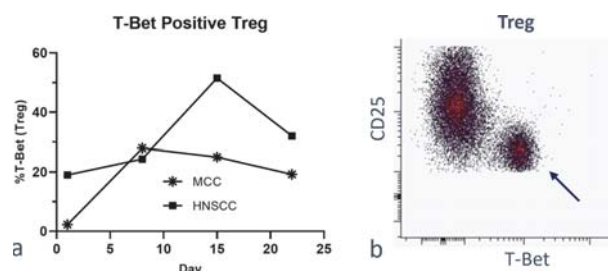 T-Bet Positive Treg
%T-Bet (Treg)
60
40
20
0
MCC
HNSCC
0
5
10
15
20
25
Day
a
Treg
CD25
T-Bet
b